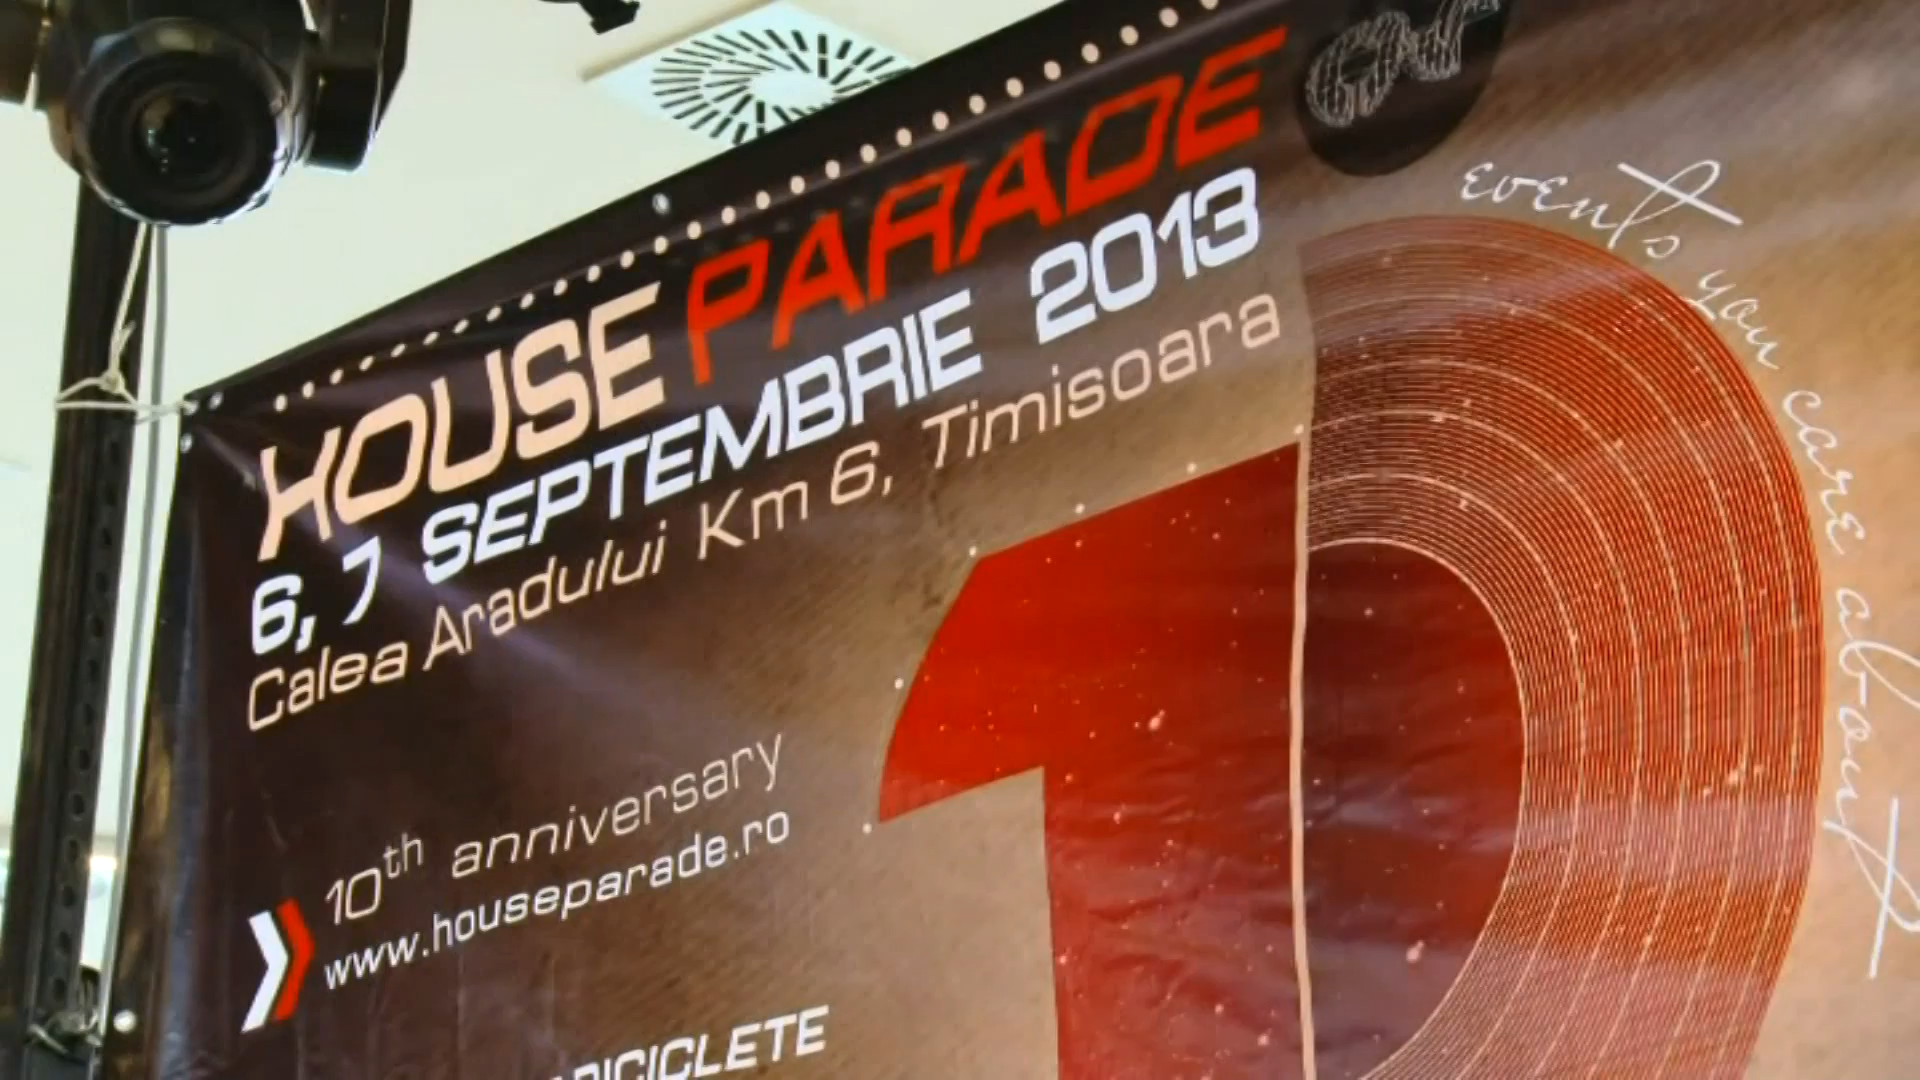 HOUSE PARADE
6, 7 SEPTEMBRIE 2013
Calea Aradului Km 6, Timisoara
10th anniversary
www.houseparade.ro
events you care about
10